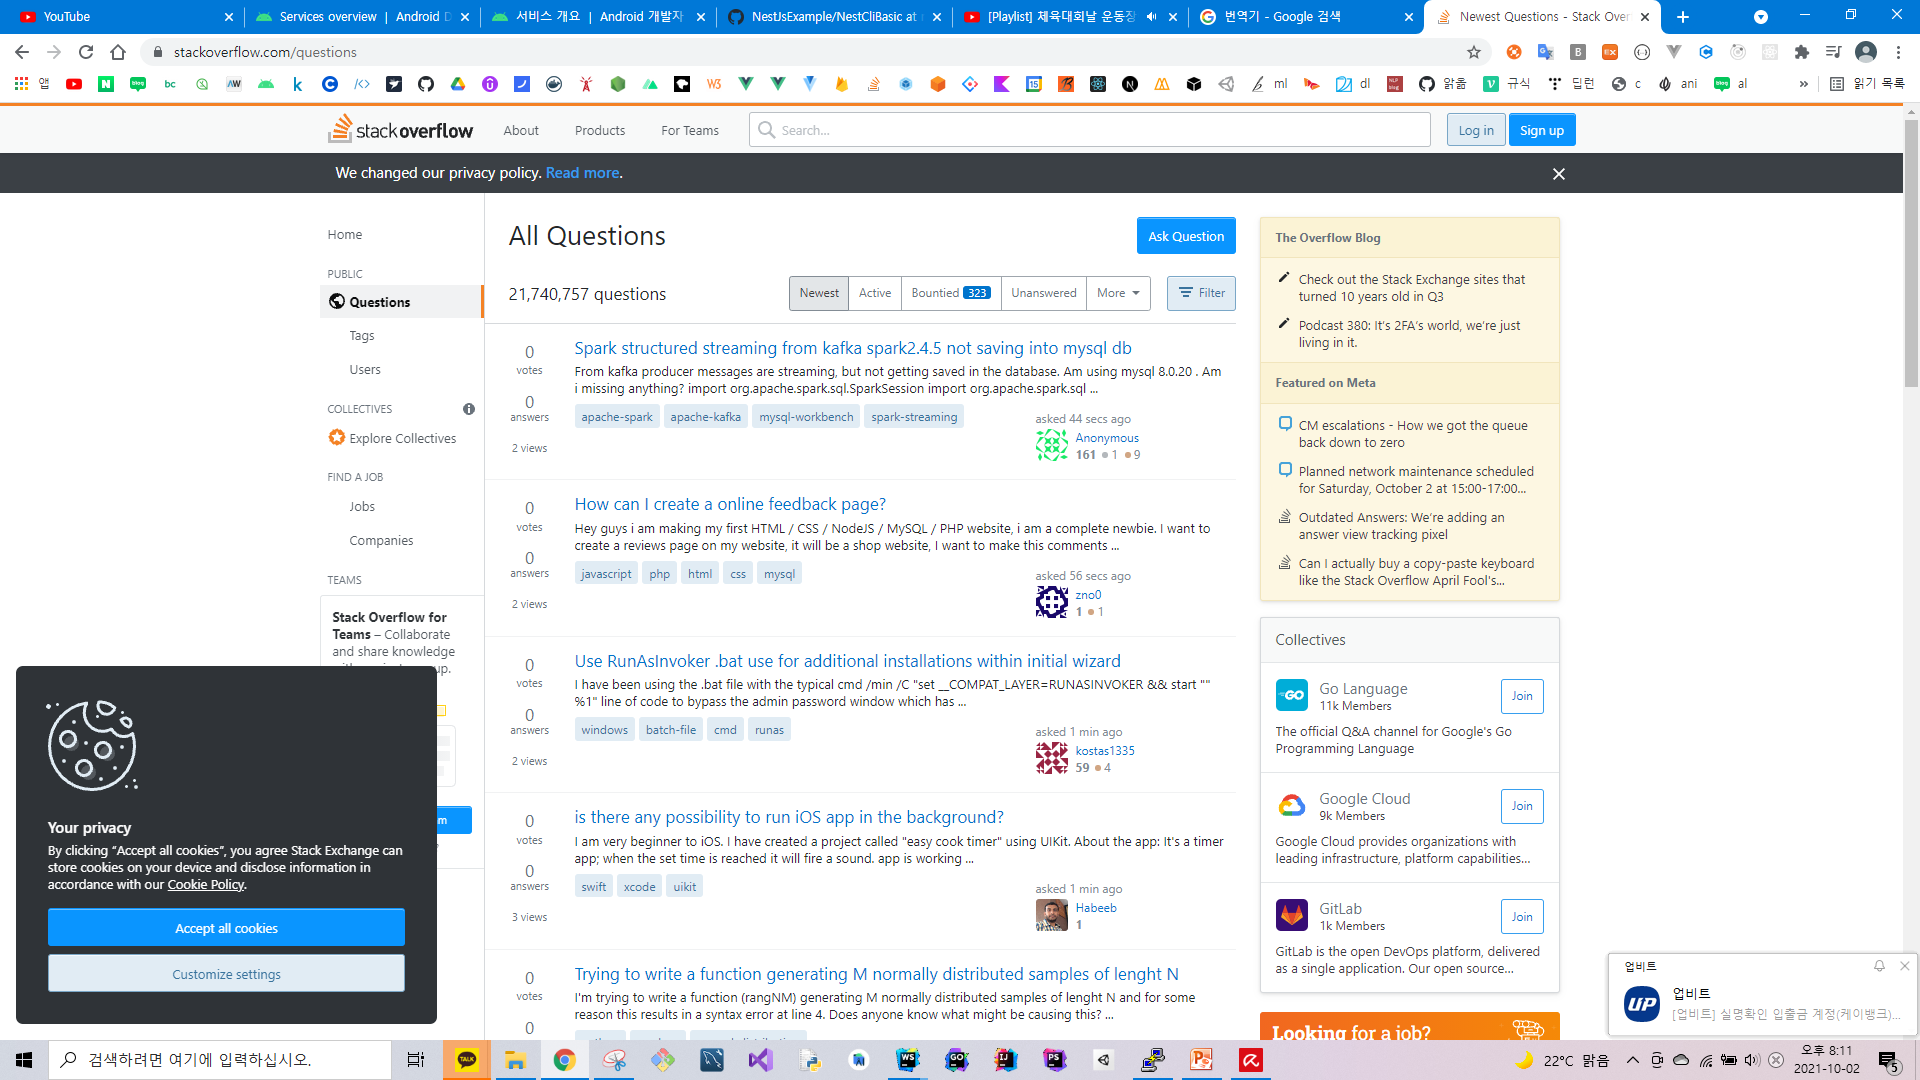 YouTube
Services overview | Android D
서비스 개요 | Android 개발자
NestJsExample/NestCliBasic at
[Playlist] 체육대회날 운동장
번역기 - Google 검색
Newest Questions - Stack Over
stackoverflow.com/questions
앱
bc
W3
ml
dl
앎옮
규식
딥런
c
ani
al
»
읽기 목록
stackoverflow
About
Products
For Teams
Search...
Log in
Sign up
We changed our privacy policy. Read more.
Home
PUBLIC
Questions
Tags
Users
COLLECTIVES
Explore Collectives
FIND A JOB
Jobs
Companies
TEAMS
Stack Overflow for
Teams – Collaborate
and share knowledge
up.
All Questions
Ask Question
21,740,757 questions
Newest
Active
Bountied 323
Unanswered
More
Filter
0
votes
0
answers
2 views
Spark structured streaming from kafka spark2.4.5 not saving into mysql db
From kafka producer messages are streaming, but not getting saved in the database. Am using mysql 8.0.20 . Am
i missing anything? import org.apache.spark.sql.SparkSession import org.apache.spark.sql ...
apache-spark apache-kafka mysql-workbench spark-streaming
asked 44 secs ago
Anonymous
161 ● 1 ● 9
0
votes
0
answers
2 views
How can I create a online feedback page?
Hey guys i am making my first HTML / CSS / NodeJS / MySQL / PHP website, i am a complete newbie. I want to
create a reviews page on my website, it will be a shop website, I want to make this comments ...
javascript php html css mysql
asked 56 secs ago
zno0
1 ● 1
0
votes
0
answers
2 views
Use RunAsInvoker .bat use for additional installations within initial wizard
I have been using the .bat file with the typical cmd /min /C "set __COMPAT_LAYER=RUNASINVOKER && start ""
%1" line of code to bypass the admin password window which has ...
windows batch-file cmd runas
asked 1 min ago
kostas1335
59 ● 4
0
votes
0
answers
3 views
is there any possibility to run iOS app in the background?
I am very beginner to iOS. I have created a project called "easy cook timer" using UIKit. About the app: It's a timer
app; when the set time is reached it will fire a sound. app is working ...
swift xcode uikit
asked 1 min ago
Habeeb
1
0
votes
0
Trying to write a function generating M normally distributed samples of lenght N
I'm trying to write a function (rangNM) generating M normally distributed samples of lenght N and for some
reason this results in a syntax error at line 4. Does anyone know what might be causing this? ...
The Overflow Blog
Check out the Stack Exchange sites that
turned 10 years old in Q3
Podcast 380: It's 2FA's world, we're just
living in it.
Featured on Meta
CM escalations - How we got the queue
back down to zero
Planned network maintenance scheduled
for Saturday, October 2 at 15:00-17:00...
Outdated Answers: We're adding an
answer view tracking pixel
Can I actually buy a copy-paste keyboard
like the Stack Overflow April Fool's...
Collectives
Go Language
11k Members
Join
The official Q&A channel for Google's Go
Programming Language
Google Cloud
9k Members
Join
Google Cloud provides organizations with
leading infrastructure, platform capabilities...
GitLab
1k Members
Join
GitLab is the open DevOps platform, delivered
as a single application. Our open source...
Looking for a job?
Your privacy
By clicking “Accept all cookies”, you agree Stack Exchange can
store cookies on your device and disclose information in
accordance with our Cookie Policy.
Accept all cookies
Customize settings
업비트
UP
업비트
[업비트] 실명확인 입출금 계정(케이뱅크)...
검색하려면 여기에 입력하십시오.
TALK
WS
GO
IJ
PS
22°C 맑음
오후 8:11
2021-10-02
5